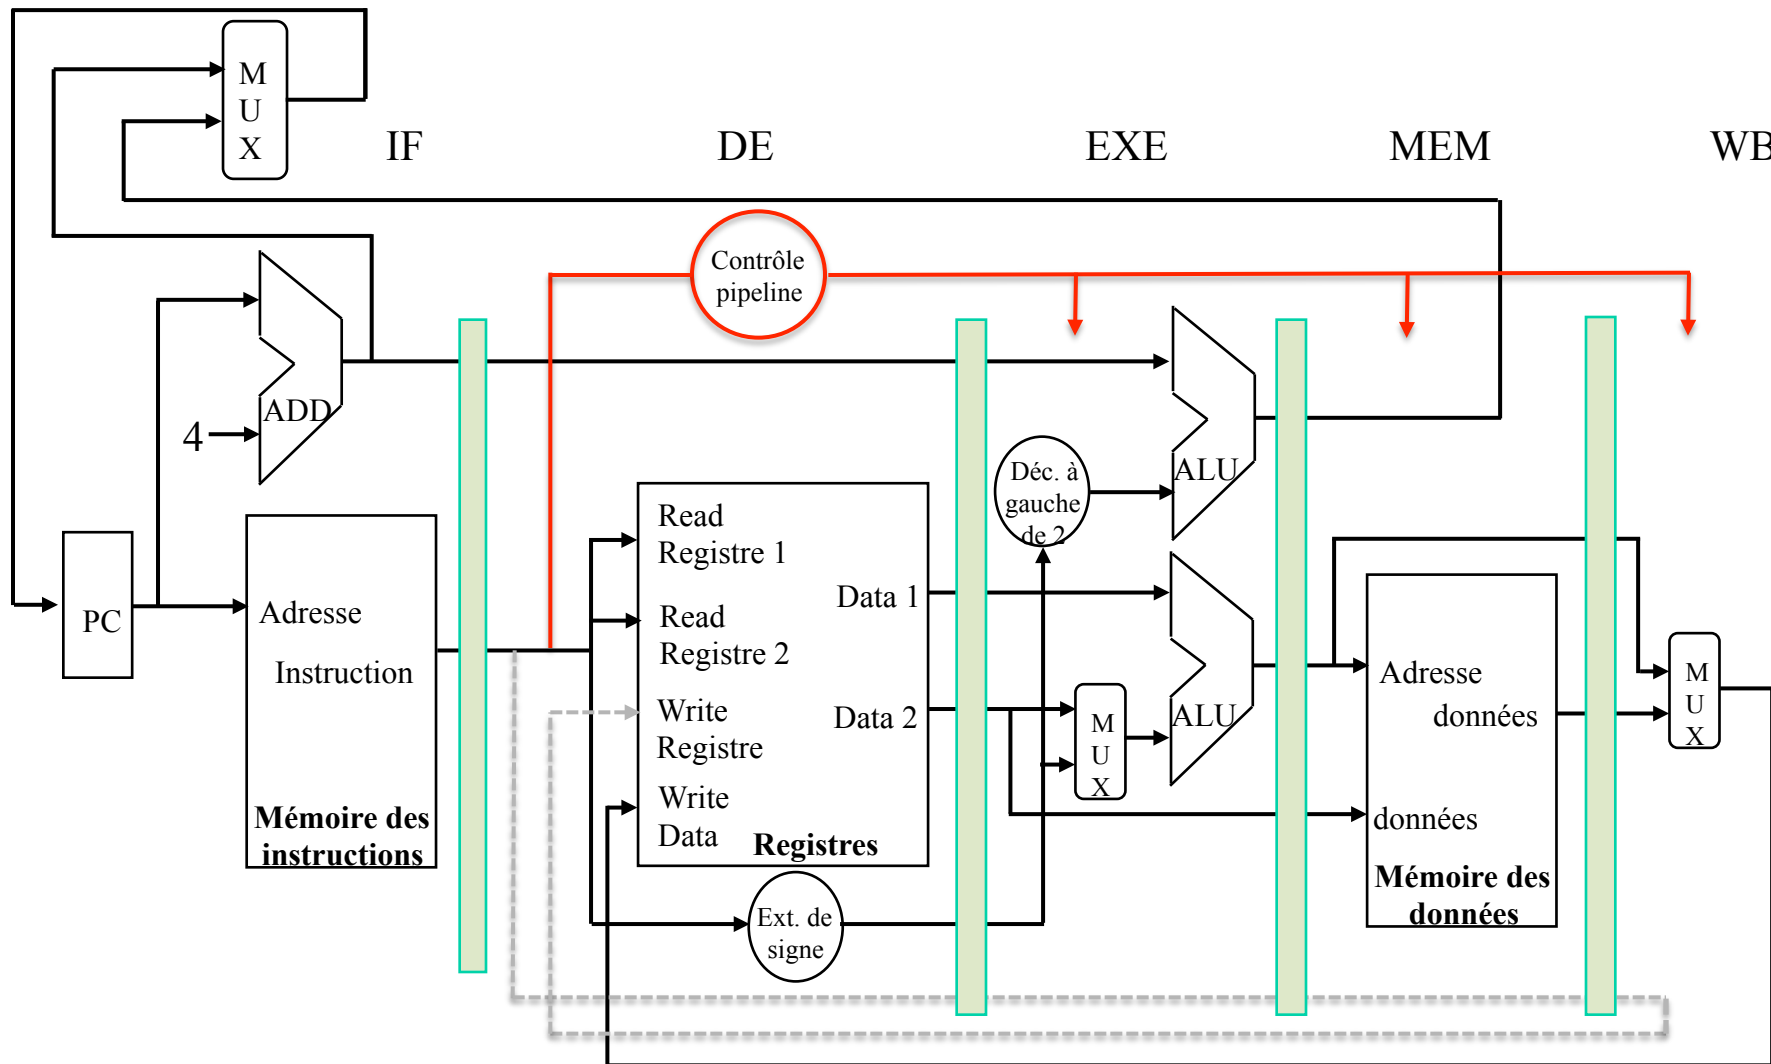 M
U
X
IF
DE
EXE
MEM
WB
Contrôle
pipeline
ADD
4
PC
Adresse
Instruction
Mémoire des
instructions
Read
Registre 1
Read
Registre 2
Write
Registre
Write
Data
Data 1
Data 2
Registres
Ext. de
signe
Déc. à
gauche
de 2
ALU
M
U
X
ALU
Adresse
données
données
Mémoire des
données
M
U
X